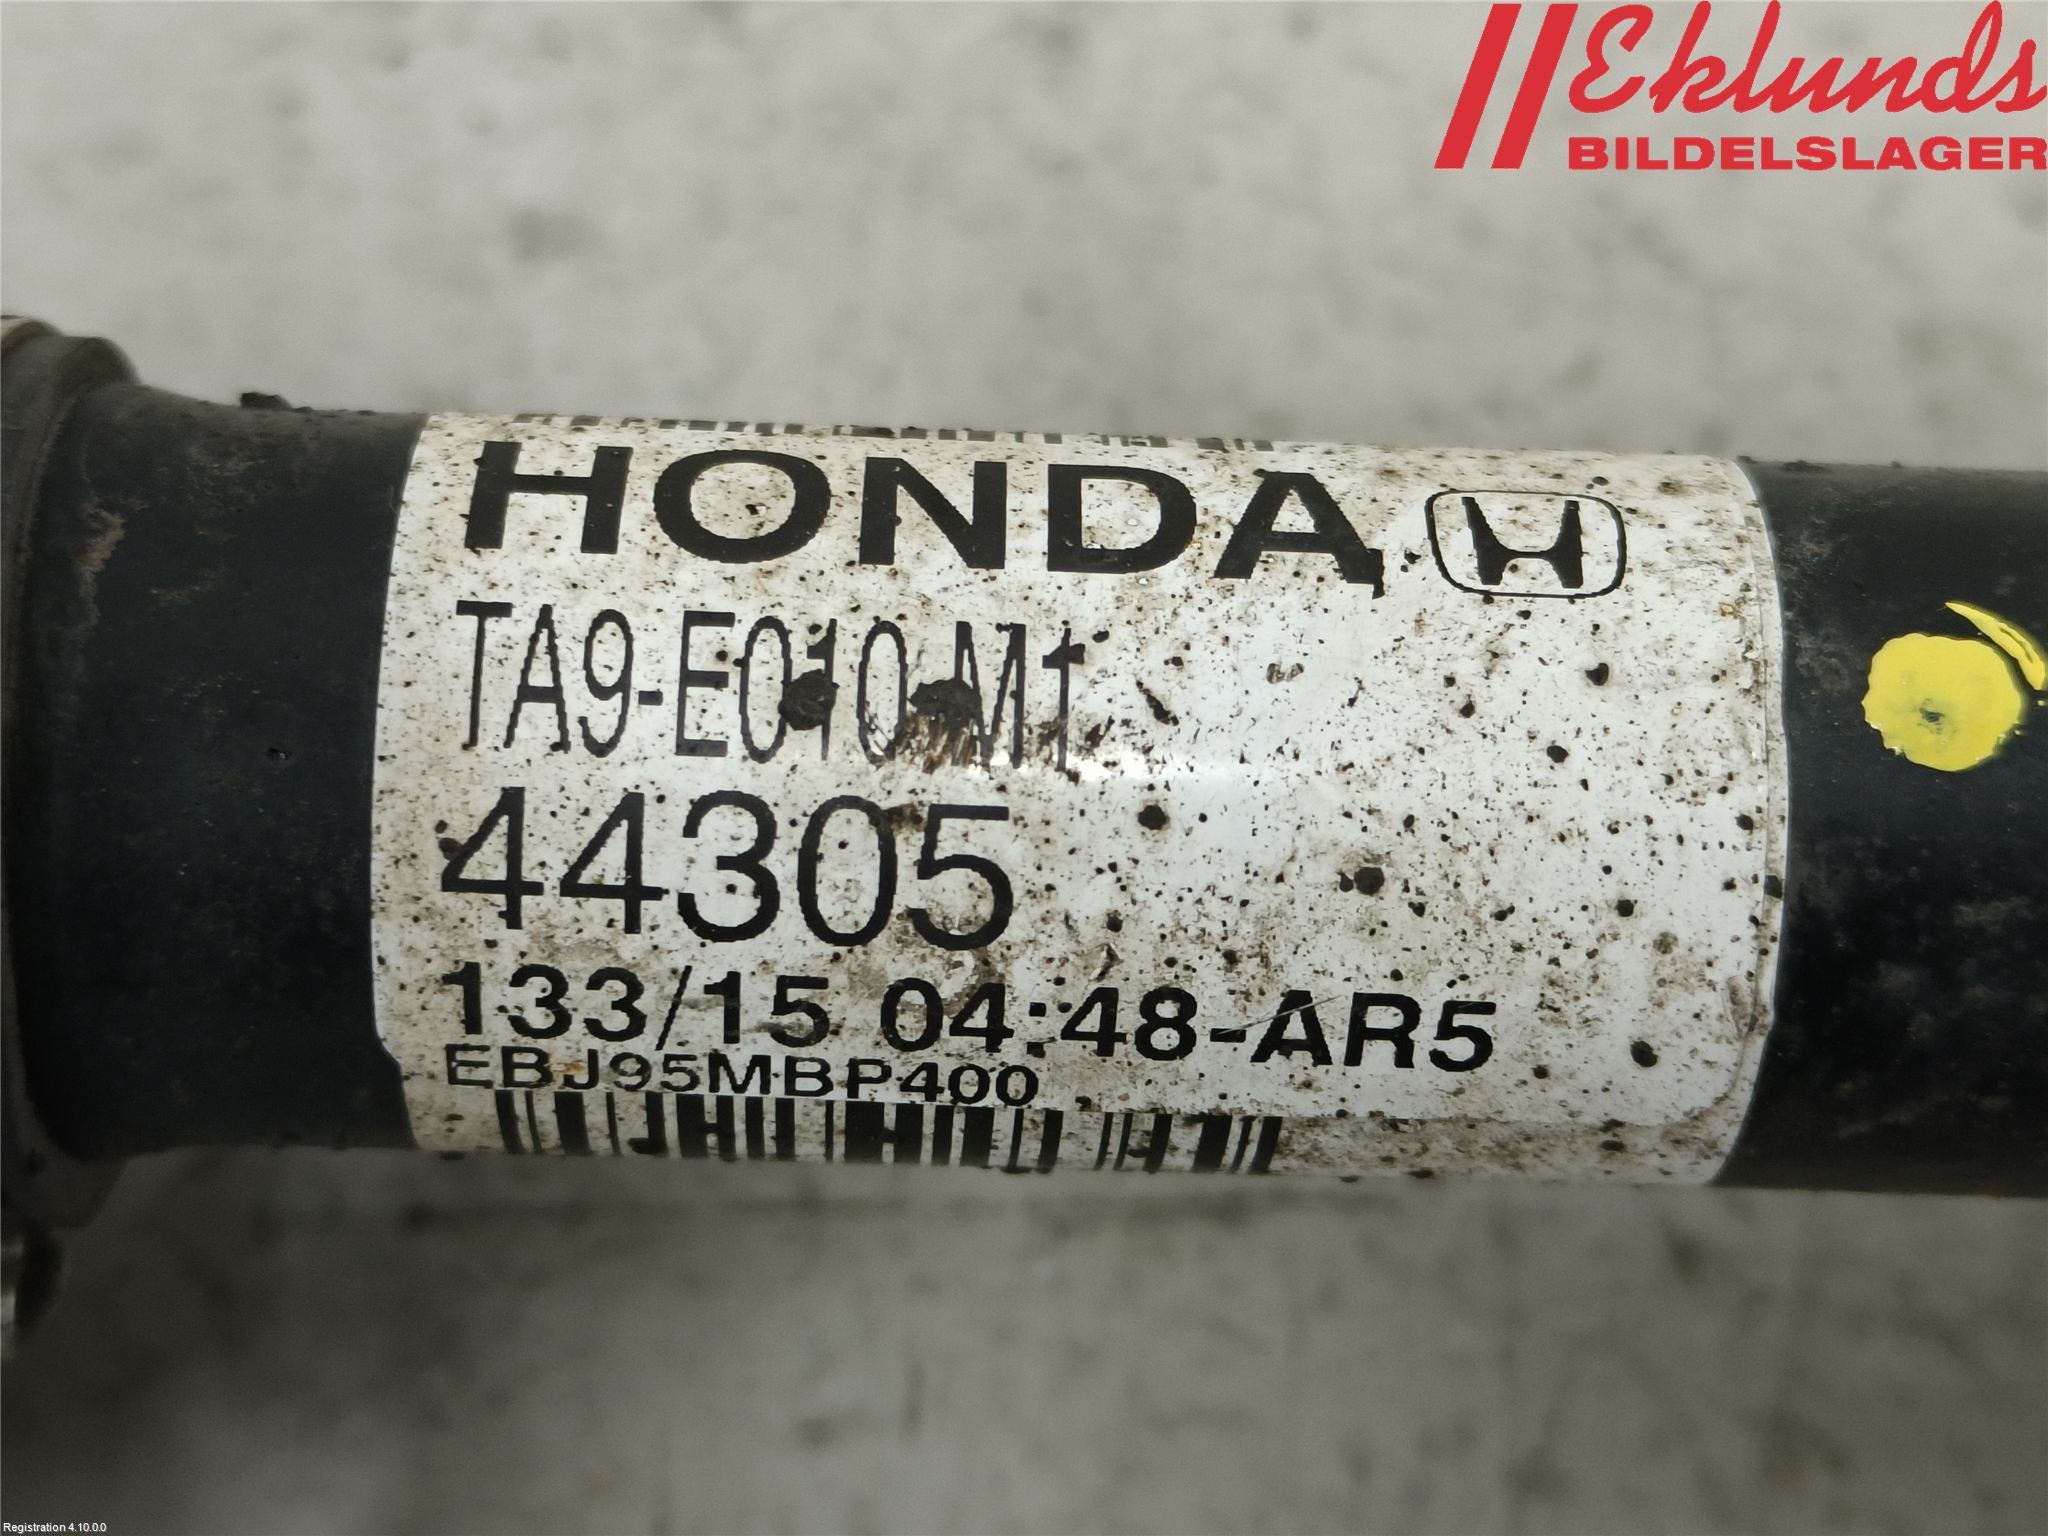 Eklunds
BILDELSLAGER
HONDA
TA9-E010-M1
44305
133/15 04:48-AR5
EBJ95MBP400
Registration 4.10.0.0